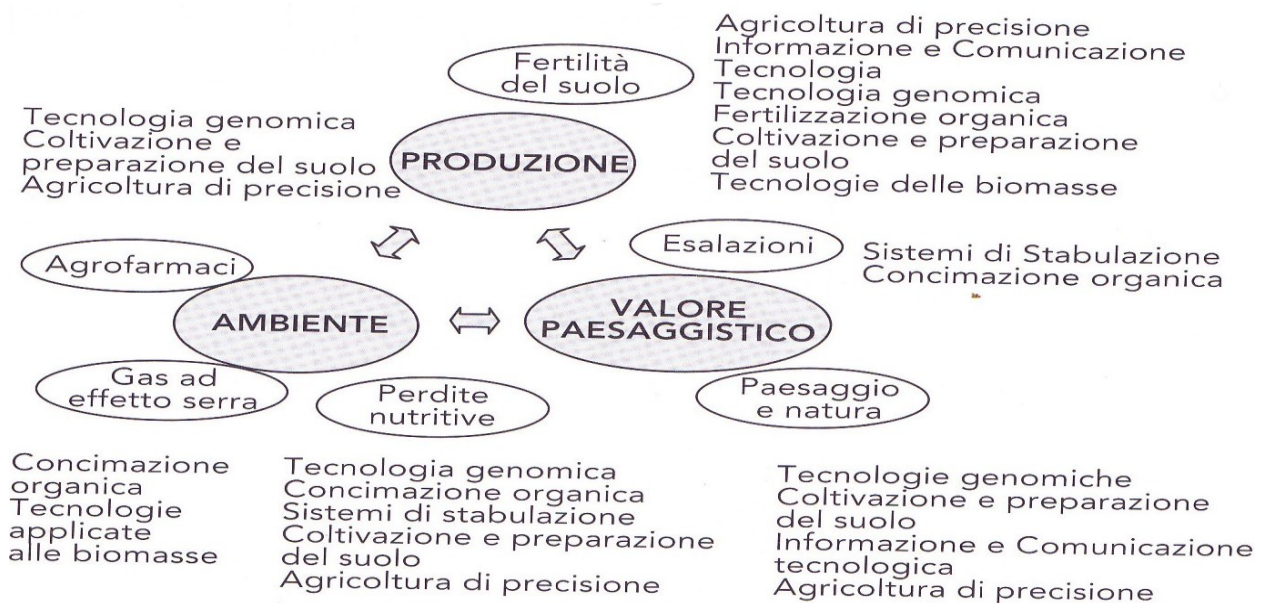 Fertilità
del suolo
Agricoltura di precisione
Informazione e Comunicazione
Tecnologia
Tecnologia genomica
Fertilizzazione organica
Coltivazione e preparazione
del suolo
Tecnologie delle biomasse
Tecnologia genomica
Coltivazione e
preparazione del suolo
Agricoltura di precisione
PRODUZIONE
Agrofarmaci
AMBIENTE
Esalazioni
Sistemi di Stabulazione
Concimazione organica
VALORE
PAESAGGISTICO
Gas ad
effetto serra
Perdite
nutritive
Paesaggio
e natura
Concimazione
organica
Tecnologie
applicate
alle biomasse
Tecnologia genomica
Concimazione organica
Sistemi di stabulazione
Coltivazione e preparazione
del suolo
Agricoltura di precisione
Tecnologie genomiche
Coltivazione e preparazione
del suolo
Informazione e Comunicazione
tecnologica
Agricoltura di precisione